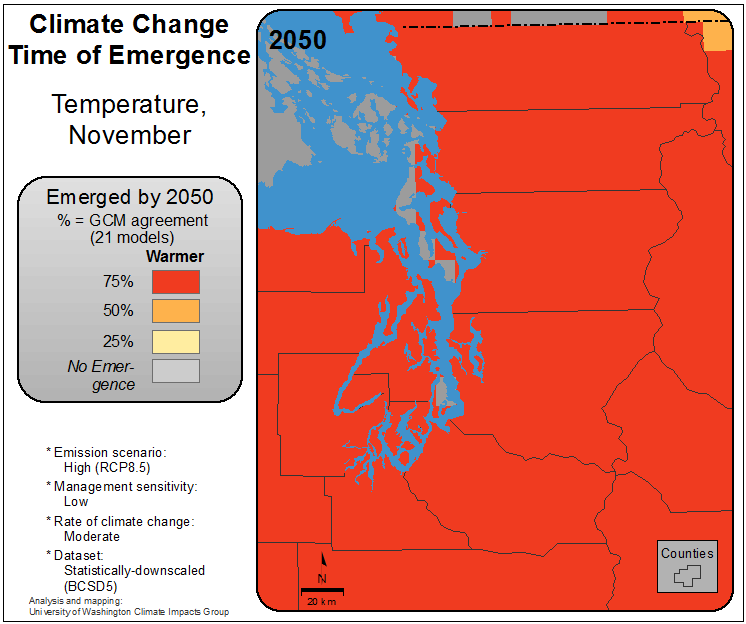 Climate Change
Time of Emergence
Temperature,
November
Emerged by 2050
% = GCM agreement
(21 models)
Warmer
75%
50%
25%
No Emer-
gence
* Emission scenario:
High (RCP8.5)
* Management sensitivity:
Low
* Rate of climate change:
Moderate
* Dataset:
Statistically-downscaled
(BCSD5)
Analysis and mapping:
University of Washington Climate Impacts Group
2050
Counties
N
20 km